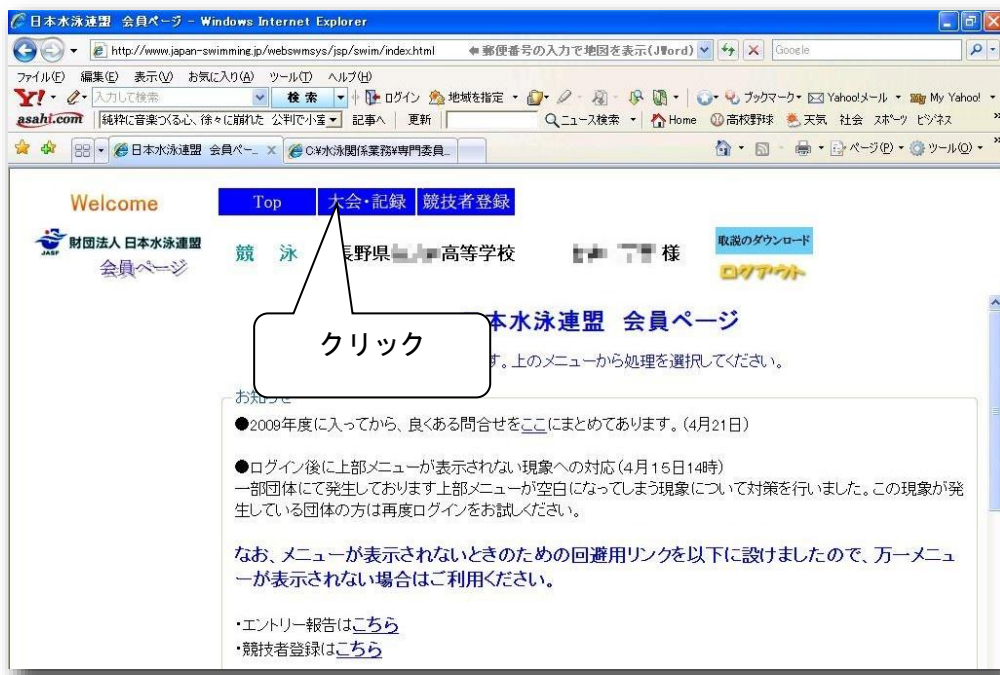 日本水泳連盟 会員ページ - Windows Internet Explorer
http://www.japan-swimming.jp/webswmsys/jsp/swim/index.html
郵便番号の入力で地図を表示(JWord)
Google
ファイル(F) 編集(E) 表示(V) お気に入り(A) ツール(T) ヘルプ(H)
Y! 入力して検索 検索 ログイン 地域を指定 ブックマーク Yahoo!メール My Yahoo!
asahi.com 純粋に音楽つくる心、徐々に崩れた 公判で小室 記事へ 更新 ニュース検索 Home 高校野球 天気 社会 スポーツ ビジネス
日本水泳連盟 会員ペー... C:¥水泳関係業務¥専門委員... ページ(P) ツール(O)
Welcome Top 大会・記録 競技者登録
JASF 財団法人 日本水泳連盟
会員ページ
競 泳 長野県 高等学校 様
取説のダウンロード
ログアウト
クリック
本水泳連盟 会員ページ
す。上のメニューから処理を選択してください。
お知らせ
●2009年度に入ってから、良くある問合せをここにまとめてあります。(4月21日)
●ログイン後に上部メニューが表示されない現象への対応(4月15日14時)
一部団体にて発生しております上部メニューが空白になってしまう現象について対策を行いました。この現象が発
生している団体の方は再度ログインをお試しください。
なお、メニューが表示されないときのための回避用リンクを以下に設けましたので、万一メニュ
ーが表示されない場合はご利用ください。
・エントリー報告はこちら
・競技者登録はこちら